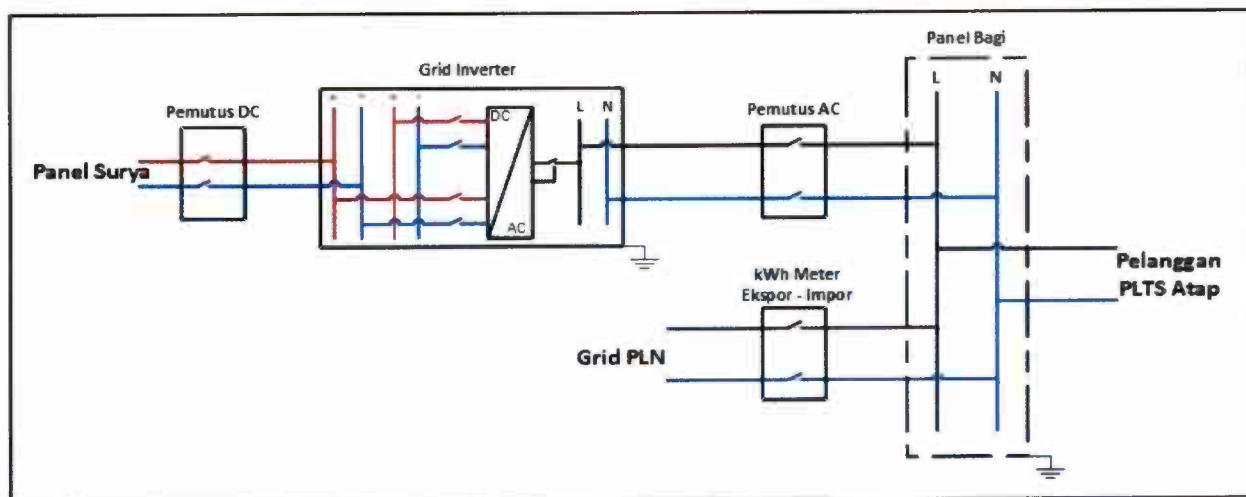 Panel Bagi
L N
Grid Inverter
Pemutus DC
Pemutus AC
+ - + -
L N
DC
AC
Panel Surya
kWh Meter
Ekspor - Impor
Grid PLN
Pelanggan
PLTS Atap